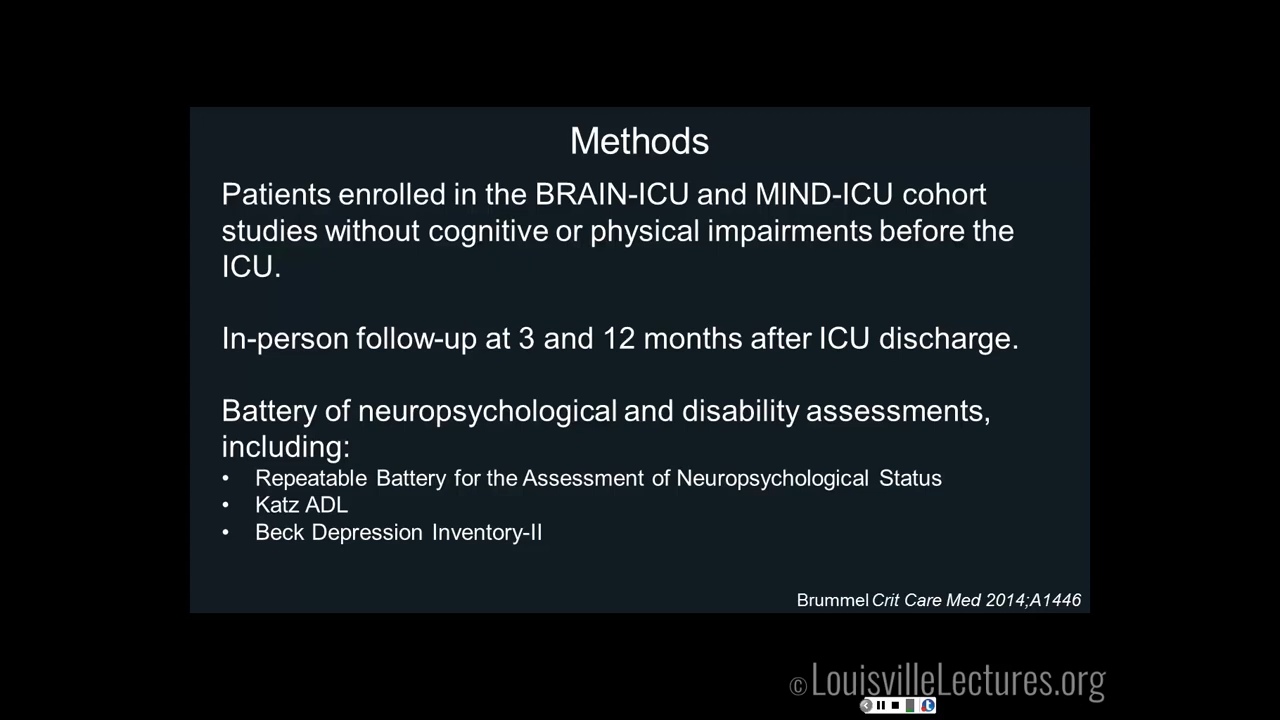 Methods
Patients enrolled in the BRAIN-ICU and MIND-ICU cohort
studies without cognitive or physical impairments before the
ICU.
In-person follow-up at 3 and 12 months after ICU discharge.
Battery of neuropsychological and disability assessments,
including:
• Repeatable Battery for the Assessment of Neuropsychological Status
• Katz ADL
• Beck Depression Inventory-II
Brummel Crit Care Med 2014;A1446
© LouisvilleLectures.org